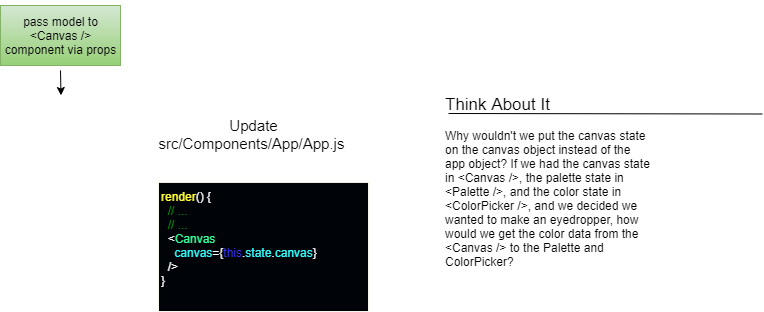 pass model to
<Canvas />
component via props
Update
src/Components/App/App.js
render() {
// ...
// ...
<Canvas
canvas={this.state.canvas}
/>
}
Think About It
Why wouldn't we put the canvas state
on the canvas object instead of the
app object? If we had the canvas state
in <Canvas />, the palette state in
<Palette />, and the color state in
<ColorPicker />, and we decided we
wanted to make an eyedropper, how
would we get the color data from the
<Canvas /> to the Palette and
ColorPicker?